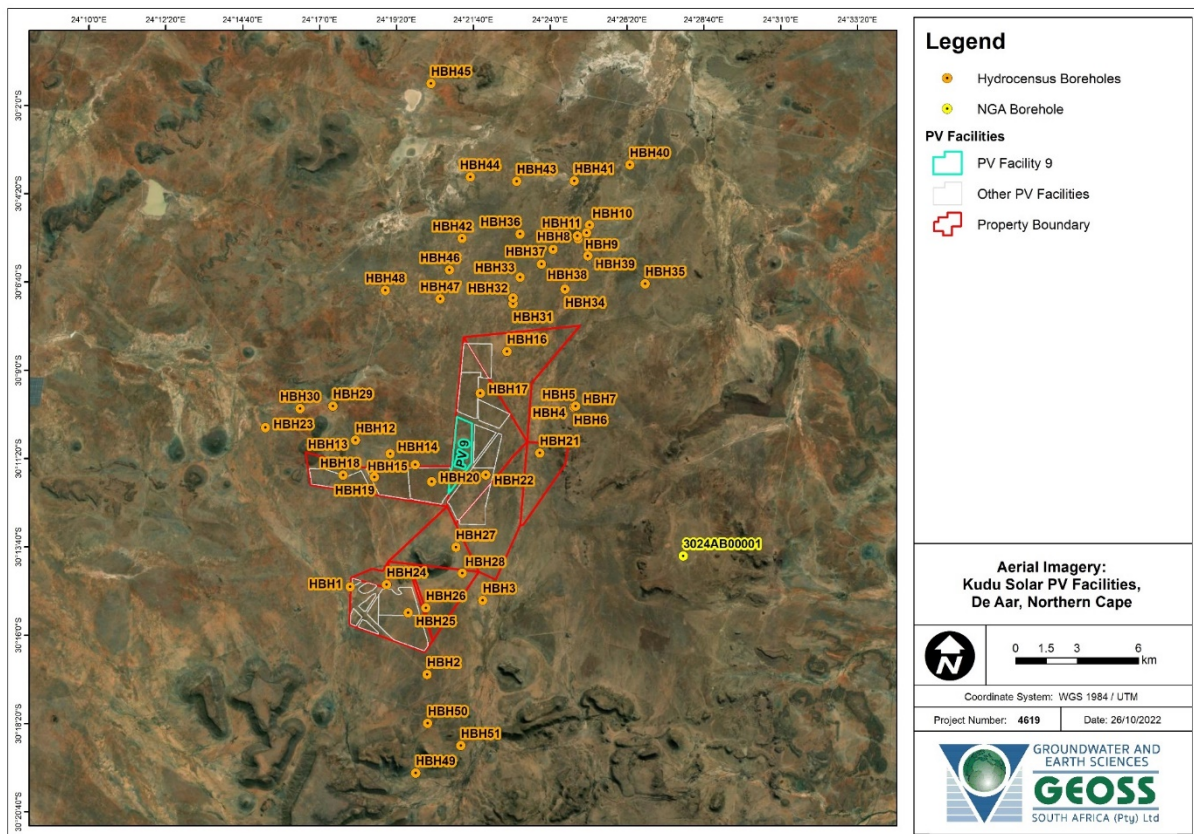 24°10'0"E 24°12'20"E 24°14'40"E 24°17'0"E 24°19'20"E 24°21'40"E 24°24'0"E 24°26'20"E 24°28'40"E 24°31'0"E 24°33'20"E
30°2'0"S
30°4'20"S
30°6'40"S
30°9'0"S
30°11'20"S
30°13'40"S
30°16'0"S
30°18'20"S
30°20'40"S
HBH45
HBH40
HBH44
HBH43
HBH41
HBH10
HBH36
HBH11
HBH42
HBH8
HBH9
HBH37
HBH39
HBH46
HBH33
HBH38
HBH35
HBH48
HBH47
HBH32
HBH34
HBH31
HBH16
HBH17
HBH5
HBH7
HBH30
HBH29
HBH4
HBH6
HBH23
HBH12
HBH13
HBH14
HBH21
PV 9
HBH18
HBH15
HBH20
HBH22
HBH19
HBH27
3024AB00001
HBH28
HBH1
HBH24
HBH3
HBH26
HBH25
HBH2
HBH50
HBH51
HBH49
Legend
Hydrocensus Boreholes
NGA Borehole
PV Facilities
PV Facility 9
Other PV Facilities
Property Boundary
Aerial Imagery:
Kudu Solar PV Facilities,
De Aar, Northern Cape
N
0 1.5 3 6
km
Coordinate System: WGS 1984 / UTM
Project Number: 4619
Date: 26/10/2022
GROUNDWATER AND
EARTH SCIENCES
GEOSS
SOUTH AFRICA (Pty) Ltd